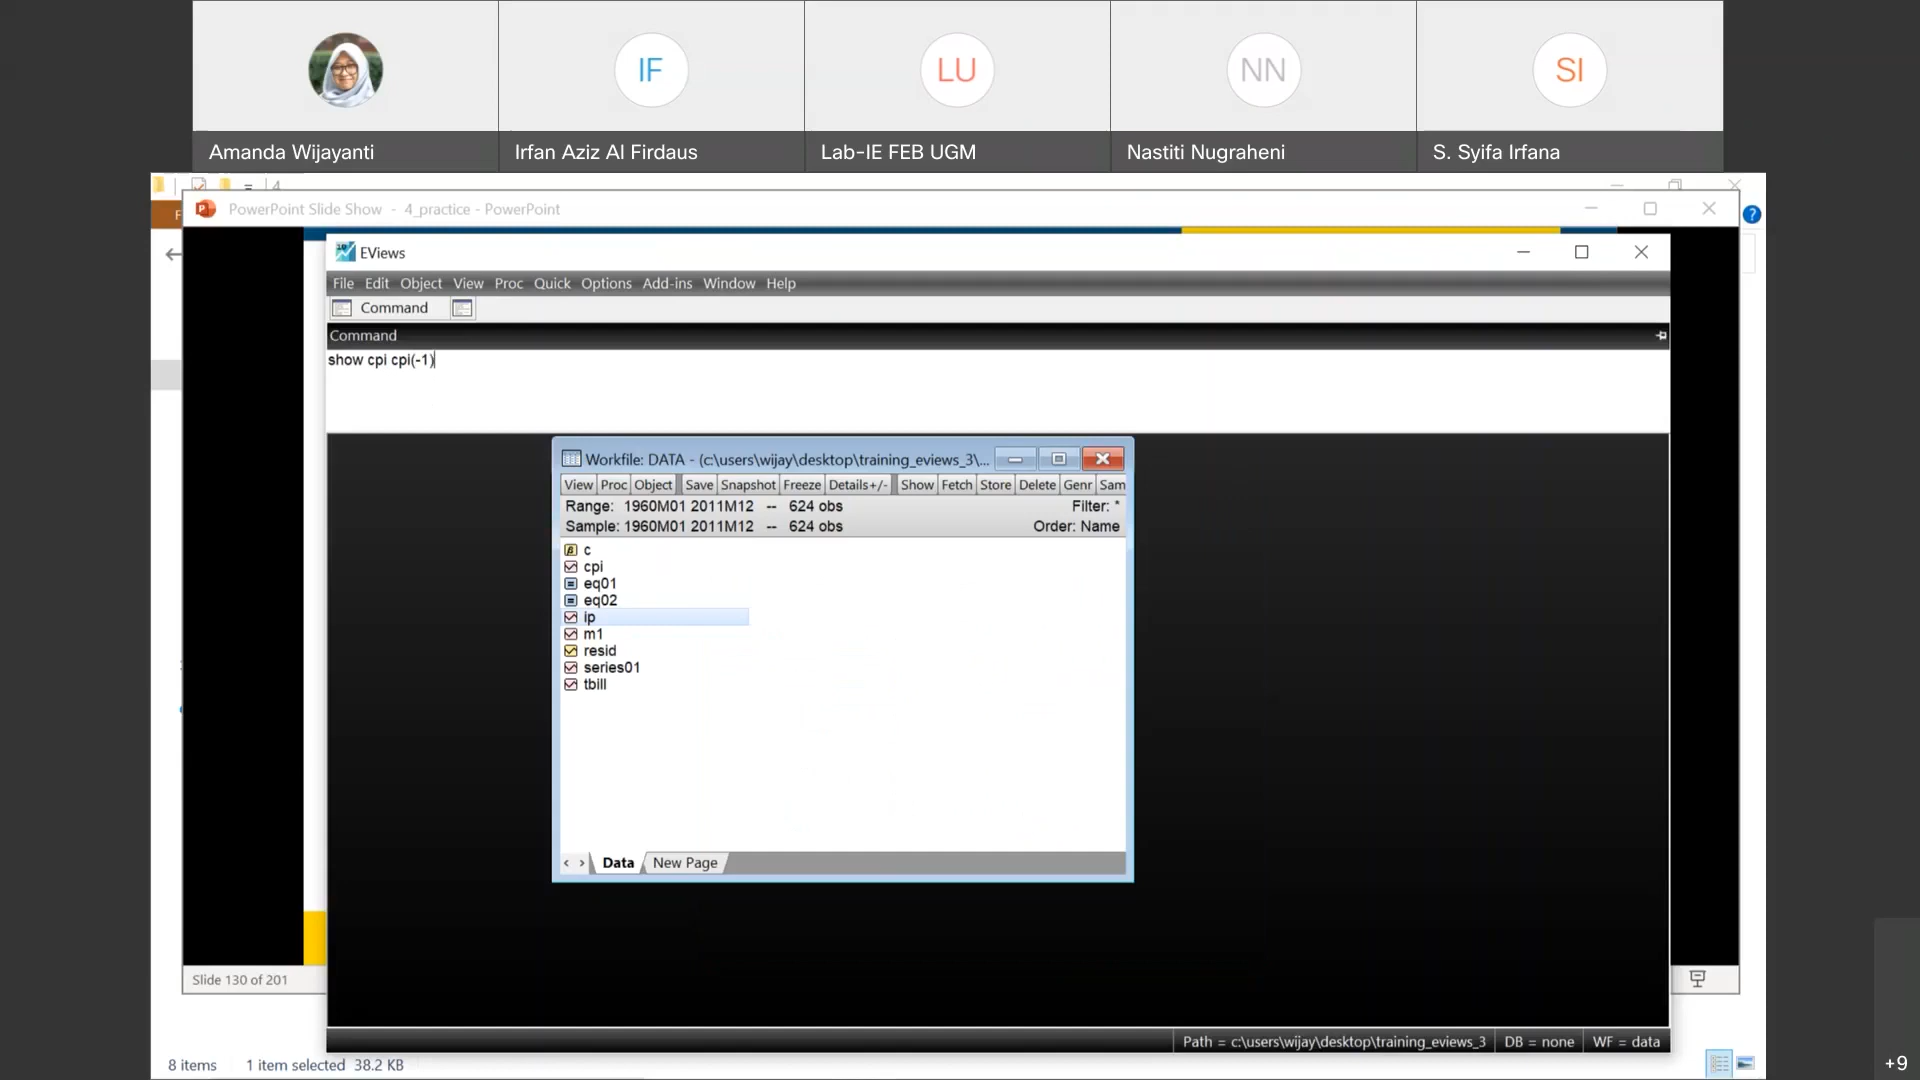 IF
LU
NN
SI
Amanda Wijayanti
Irfan Aziz Al Firdaus
Lab-IE FEB UGM
Nastiti Nugraheni
S. Syifa Irfana
4
F
PowerPoint Slide Show - 4_practice - PowerPoint
?
EViews
File Edit Object View Proc Quick Options Add-ins Window Help
Command
Command
show cpi cpi(-1)
Workfile: DATA - (c:\users\wijay\desktop\training_eviews_3\...
View Proc Object Save Snapshot Freeze Details+/- Show Fetch Store Delete Genr Sam
Range: 1960M01 2011M12 -- 624 obs
Filter: *
Sample: 1960M01 2011M12 -- 624 obs
Order: Name
c
cpi
eq01
eq02
ip
m1
resid
series01
tbill
< > Data New Page
Slide 130 of 201
Path = c:\users\wijay\desktop\training_eviews_3 DB = none WF = data
8 items 1 item selected 38.2 KB
+9